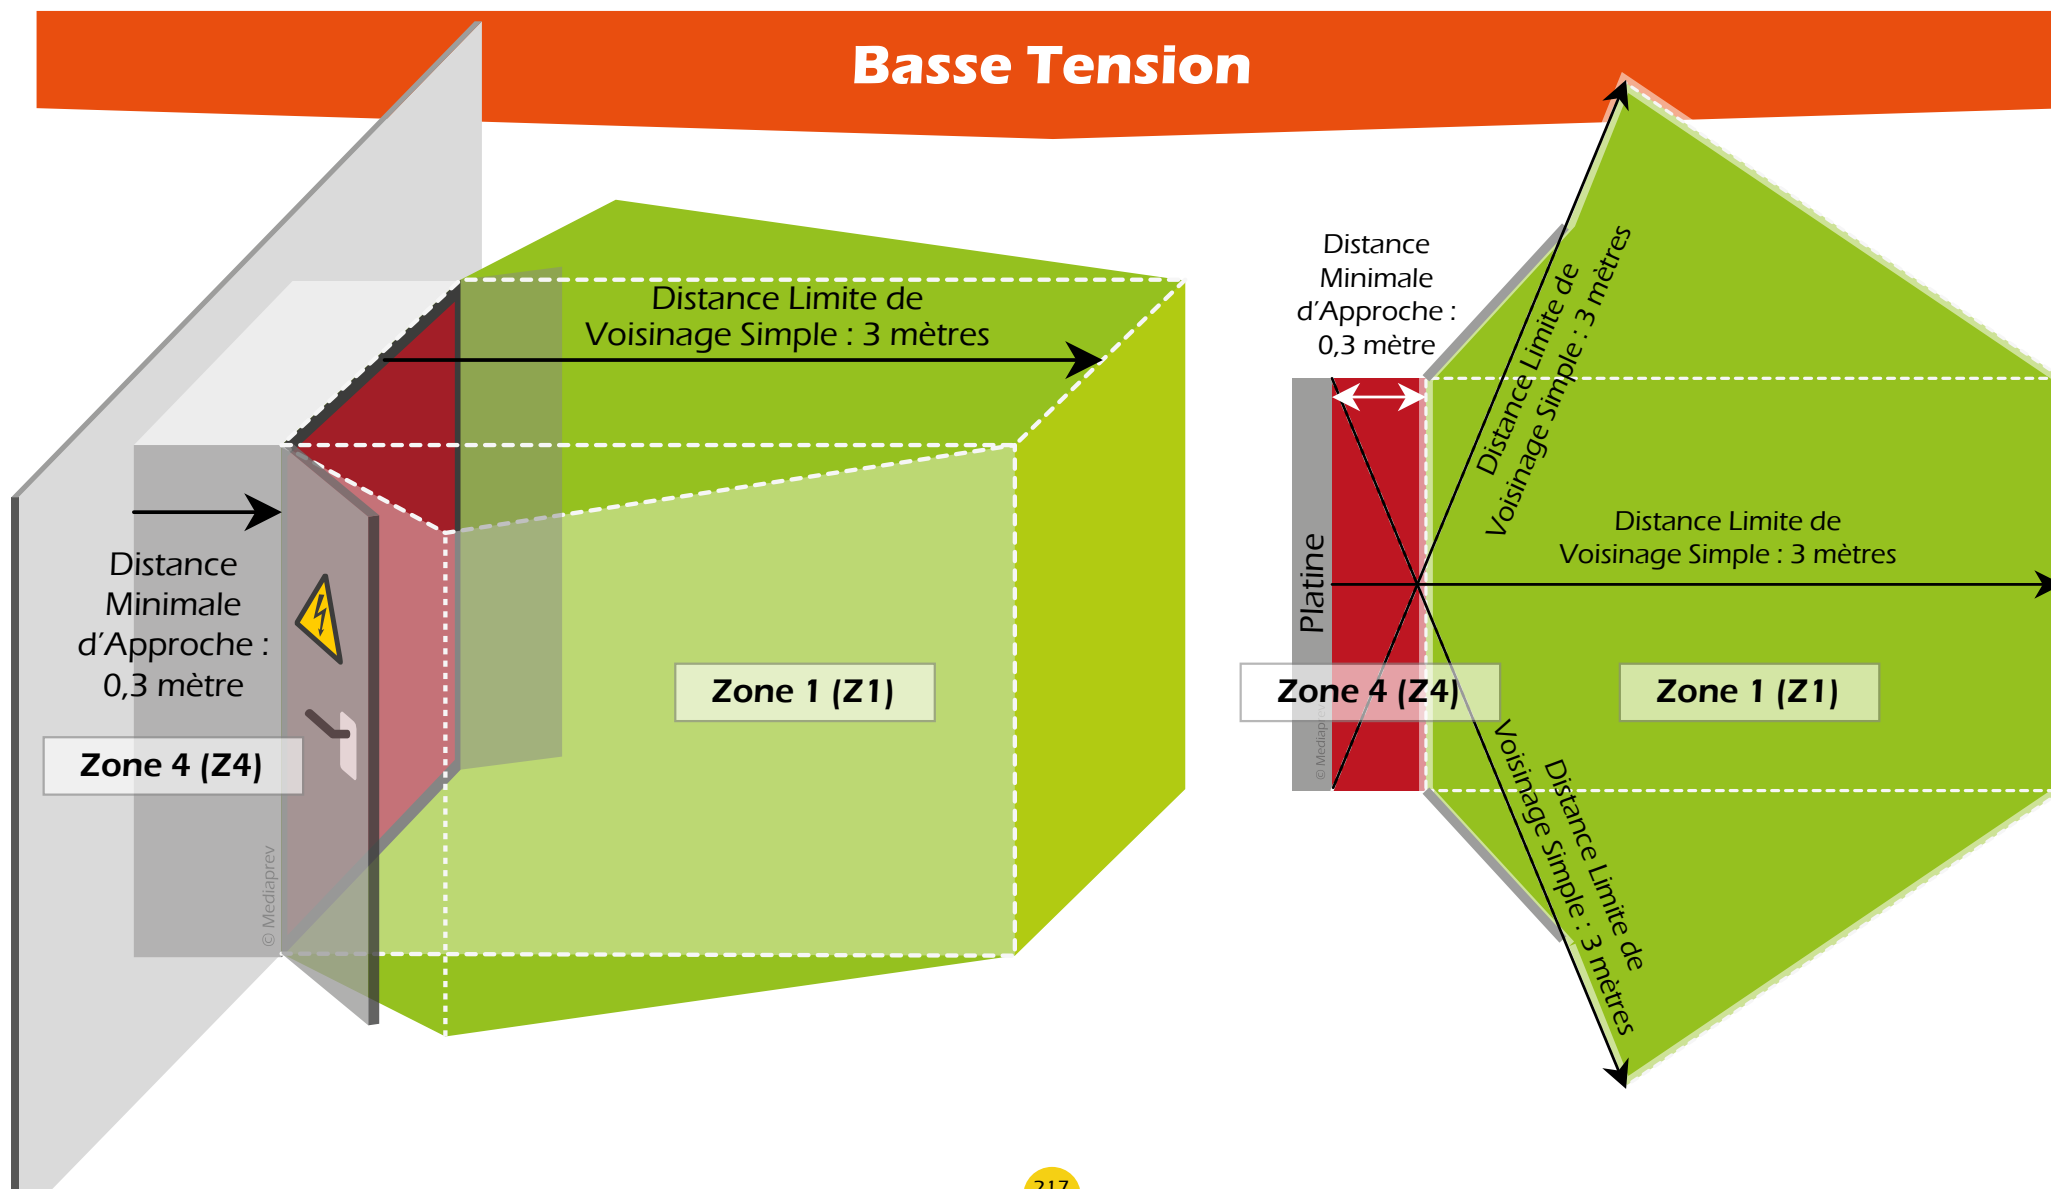 Basse Tension
Distance Limite de
Voisinage Simple : 3 mètres
Distance
Minimale
d'Approche :
0,3 mètre
Zone 4 (Z4)
Zone 1 (Z1)
© Mediaprev
Distance
Minimale
d'Approche :
0,3 mètre
Distance Limite de
Voisinage Simple : 3 mètres
Distance Limite de
Voisinage Simple : 3 mètres
Platine
Zone 4 (Z4)
Zone 1 (Z1)
© Mediaprev
Distance Limite de
Voisinage Simple : 3 mètres
217